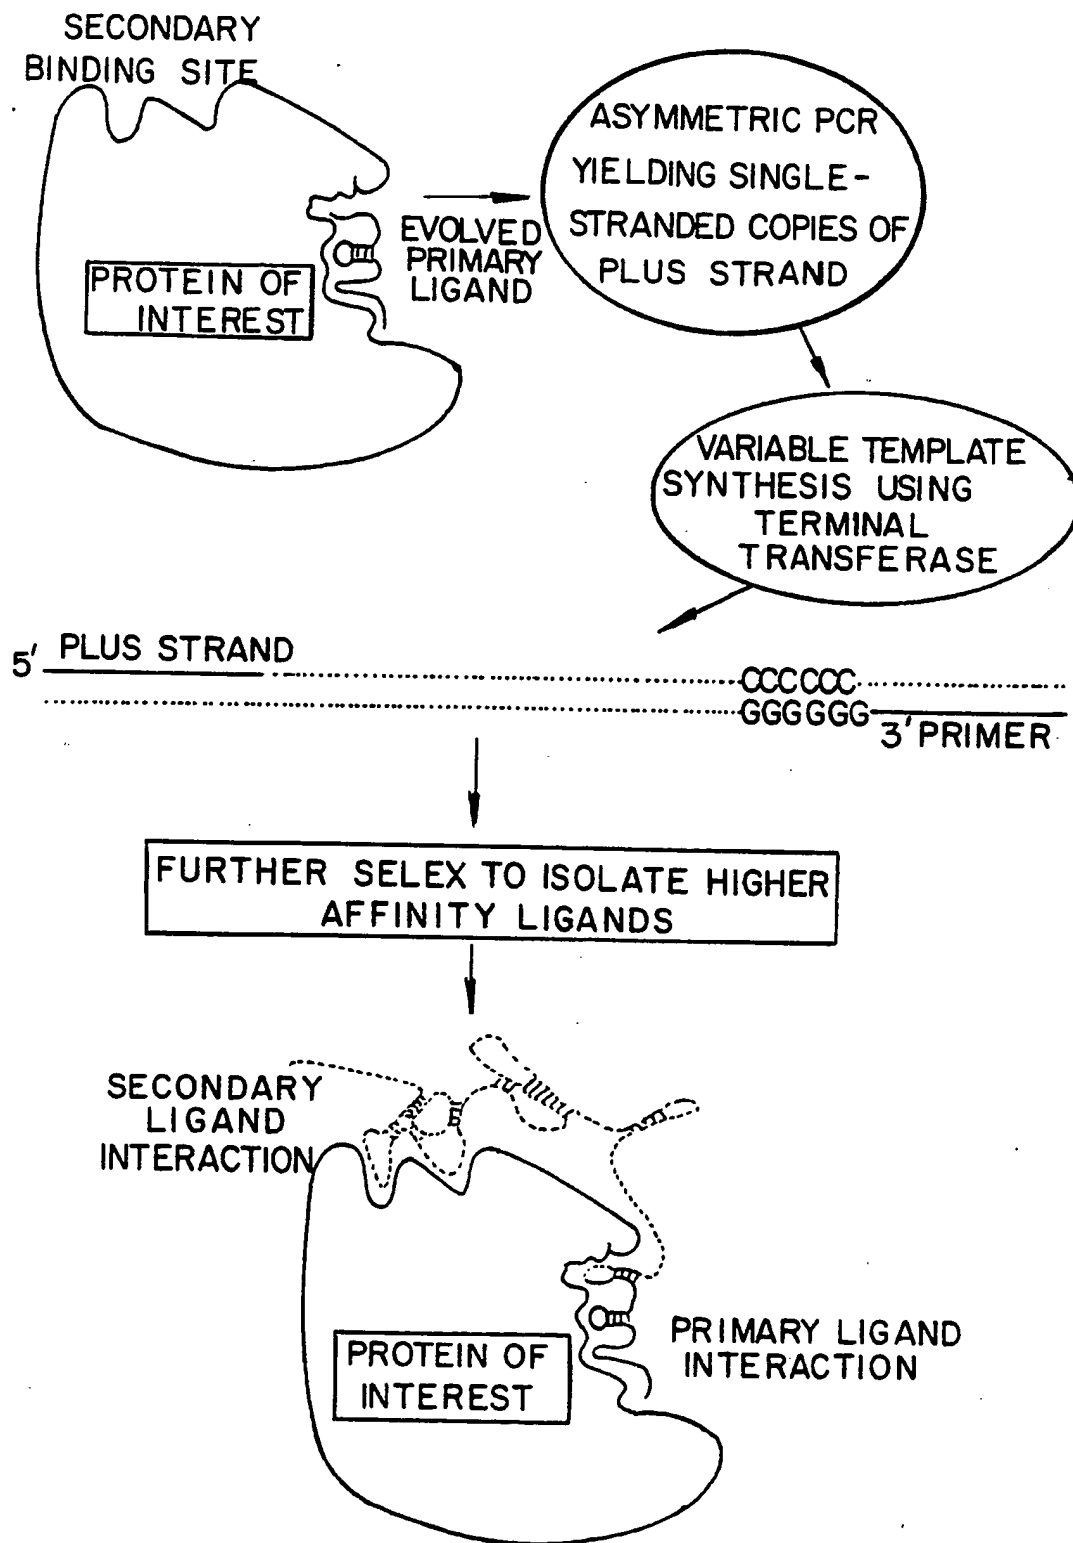 SECONDARY
BINDING SITE
PROTEIN OF
INTEREST
EVOLVED
PRIMARY
LIGAND
ASYMMETRIC PCR
YIELDING SINGLE-
STRANDED COPIES OF
PLUS STRAND
VARIABLE TEMPLATE
SYNTHESIS USING
TERMINAL
TRANSFERASE
5' PLUS STRAND
CCCCCC
GGGGGG
3' PRIMER
FURTHER SELEX TO ISOLATE HIGHER
AFFINITY LIGANDS
SECONDARY
LIGAND
INTERACTION
PROTEIN OF
INTEREST
PRIMARY LIGAND
INTERACTION